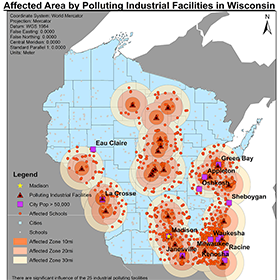 Affected Area by Polluting Industrial Facilities in Wisconsin
Coordinate System: World Mercator
Projection: Mercator
Datum: WGS 1984
False Easting: 0.0000
False Northing: 0.0000
Central Meridian: 0.0000
Standard Parallel 1: 0.0000
Units: Meter
Eau Claire
Green Bay
Appleton
Oshkosh
Sheboygan
La Crosse
Madison
Waukesha
Milwaukee
Racine
Janesville
Kenosha
Legend
Madison
Polluting Industrial Facilities
City Pop > 50,000
Affected Schools
Cities
Schools
Affected Zone 10mi
Affected Zone 20mi
Affected Zone 30mi
There are significant influence of the 25 industrial polluting facilities